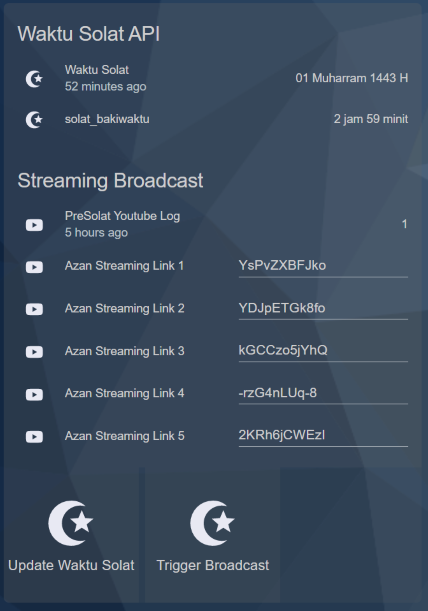 Waktu Solat API
Waktu Solat
52 minutes ago
01 Muharram 1443 H
solat_bakiwaktu
2 jam 59 minit
Streaming Broadcast
PreSolat Youtube Log
5 hours ago
1
Azan Streaming Link 1
YsPvZXBFJko
Azan Streaming Link 2
YDJpETGk8fo
Azan Streaming Link 3
kGCCzo5jYhQ
Azan Streaming Link 4
-rzG4nLUq-8
Azan Streaming Link 5
2KRh6jCWEzI
Update Waktu Solat
Trigger Broadcast